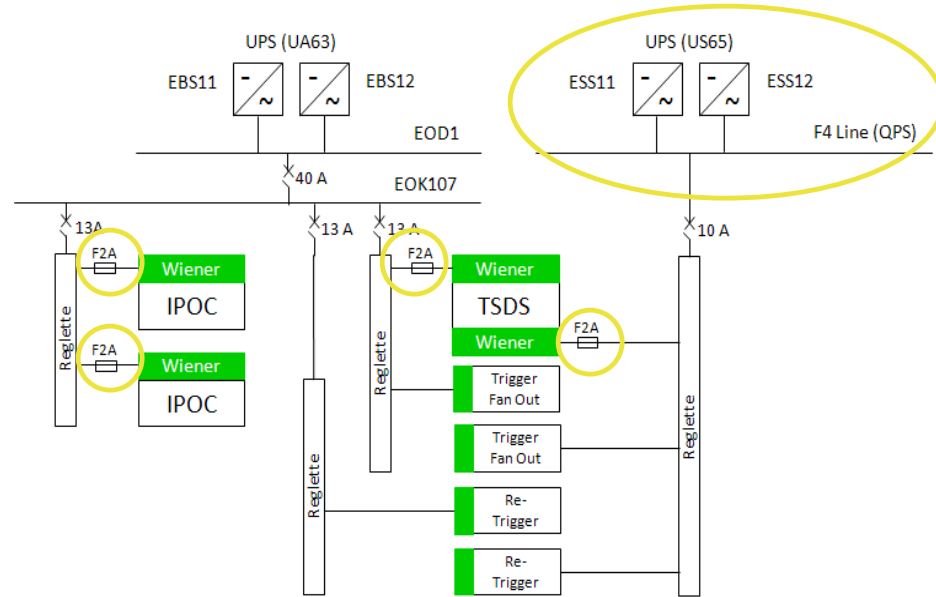 UPS (UA63)
UPS (US65)
EBS11
EBS12
ESS11
ESS12
EOD1
F4 Line (QPS)
40 A
EOK107
13A
13 A
13 A
10 A
F2A
F2A
Wiener
Wiener
IPOC
TSDS
F2A
Wiener
F2A
Wiener
IPOC
Reglette
Reglette
Reglette
Reglette
Trigger
Fan Out
Trigger
Fan Out
Re-
Trigger
Re-
Trigger